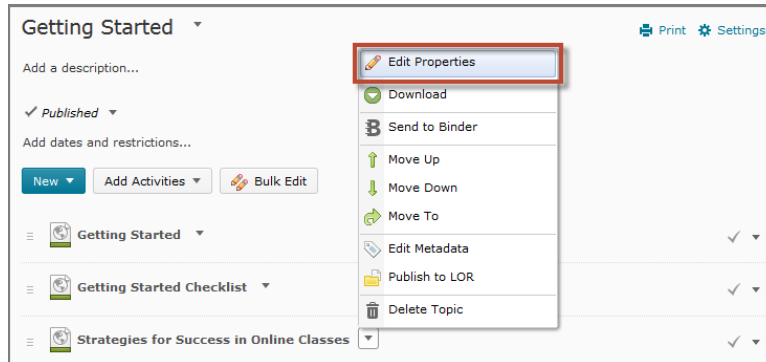 Getting Started
Print Settings
Add a description...
Published
Add dates and restrictions...
New Add Activities Bulk Edit
Getting Started
Getting Started Checklist
Strategies for Success in Online Classes
Edit Properties
Download
Send to Binder
Move Up
Move Down
Move To
Edit Metadata
Publish to LOR
Delete Topic